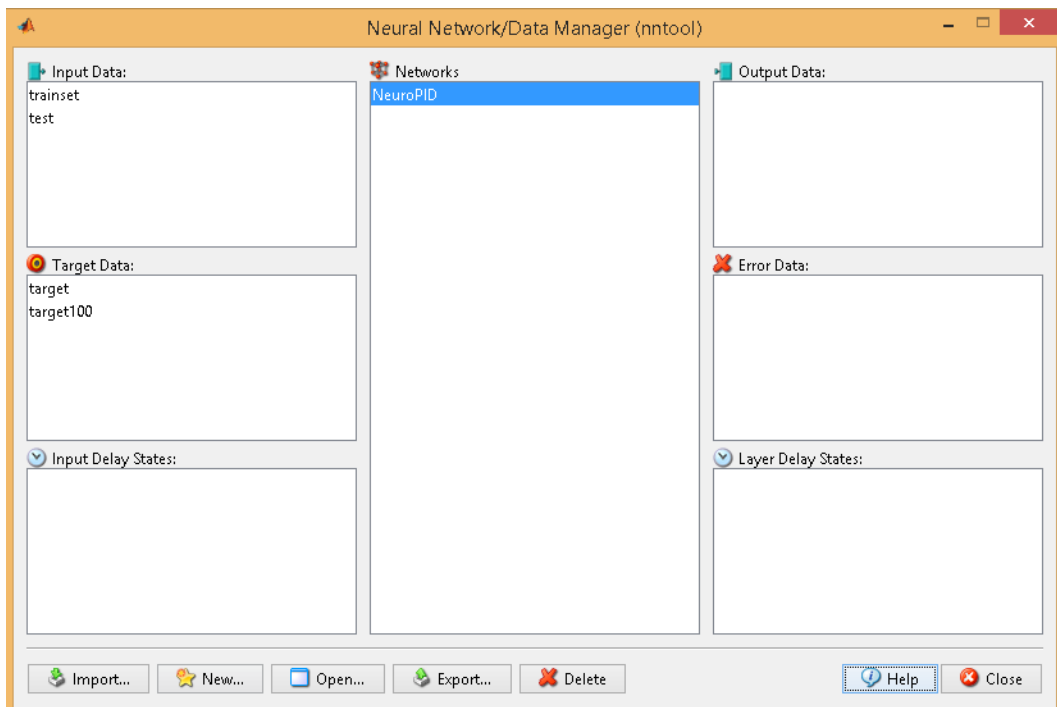 Neural Network/Data Manager (nntool)
Input Data:
trainset
test
Networks
NeuroPID
Output Data:
Target Data:
target
target100
Error Data:
Input Delay States:
Layer Delay States:
Import...
New...
Open...
Export...
Delete
Help
Close